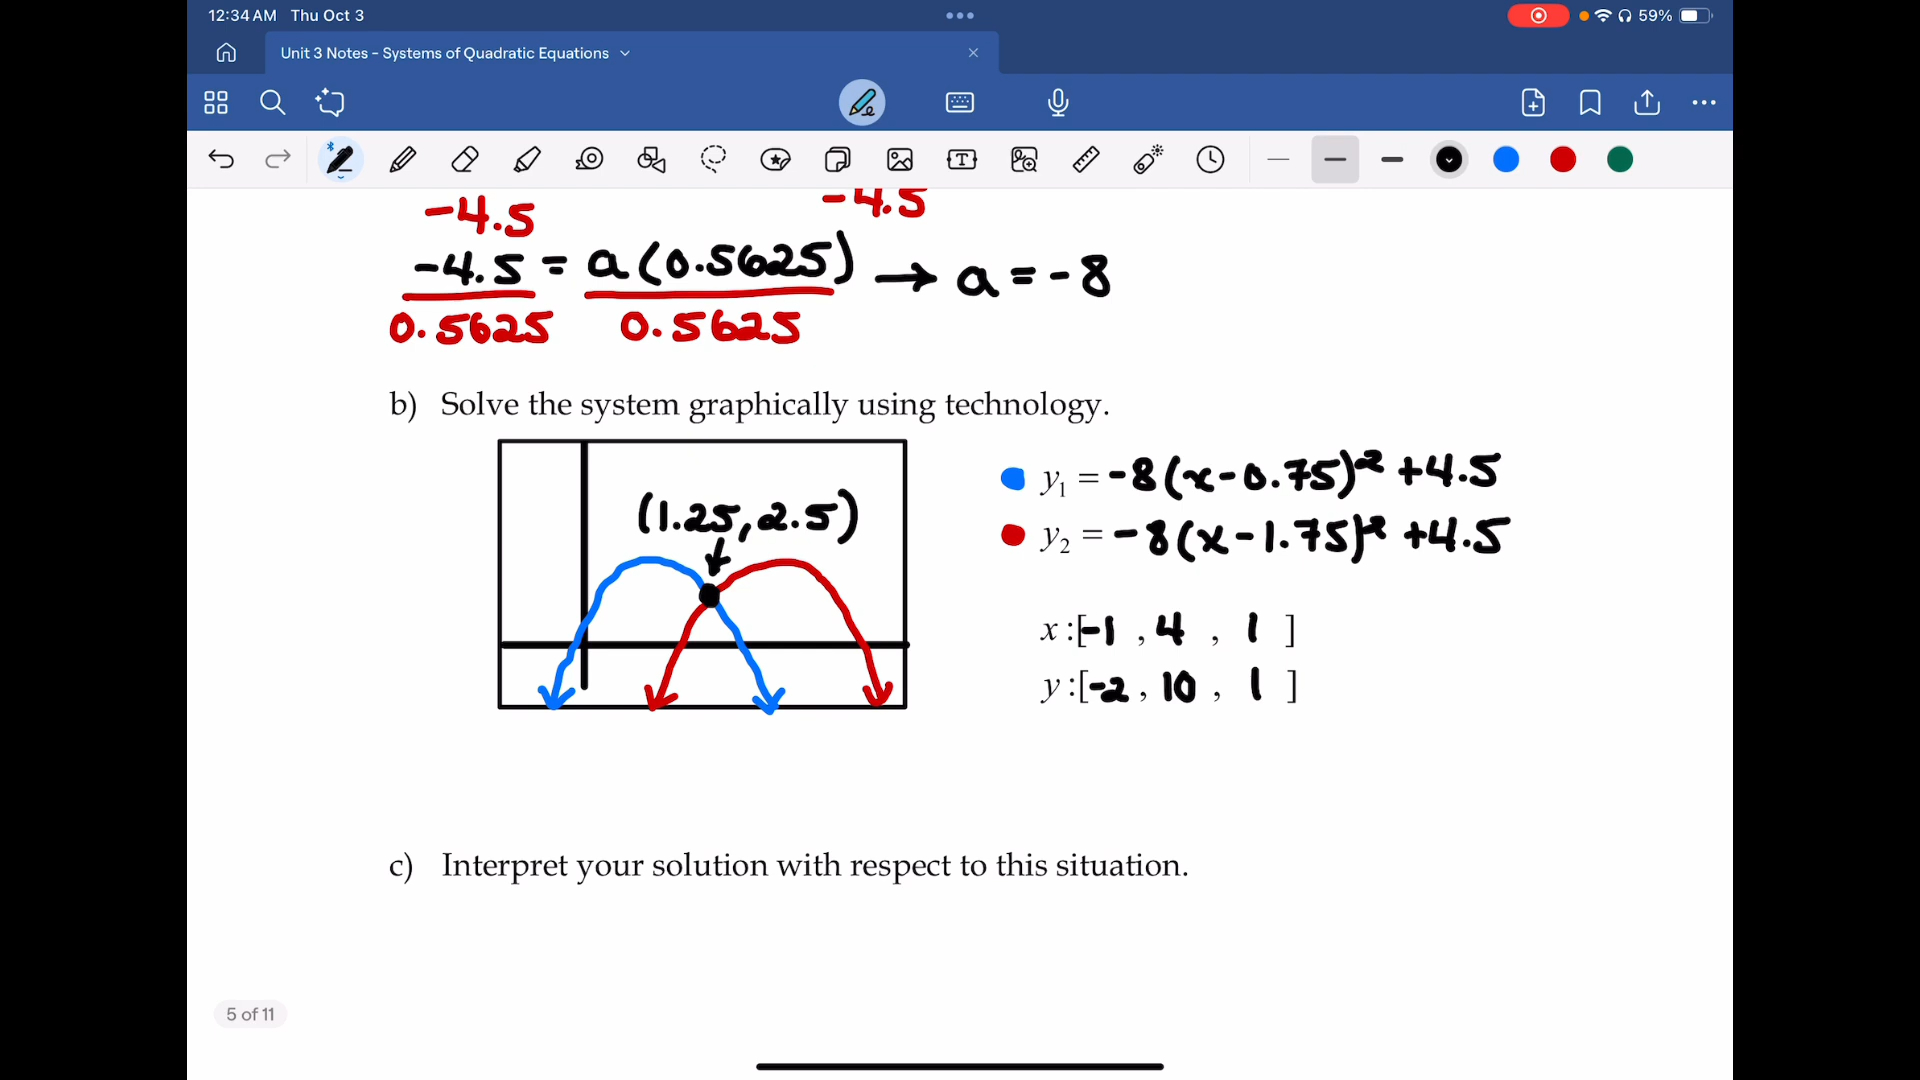 12:34 AM Thu Oct 3
59%
Unit 3 Notes - Systems of Quadratic Equations
-4.5 -4.5
-4.5 = a(0.5625) → a = -8
0.5625 0.5625
b) Solve the system graphically using technology.
(1.25, 2.5)
y₁ = -8(x-0.75)² +4.5
y₂ = -8(x-1.75)² +4.5
x:[-1, 4, 1]
y:[-2, 10, 1]
c) Interpret your solution with respect to this situation.
5 of 11